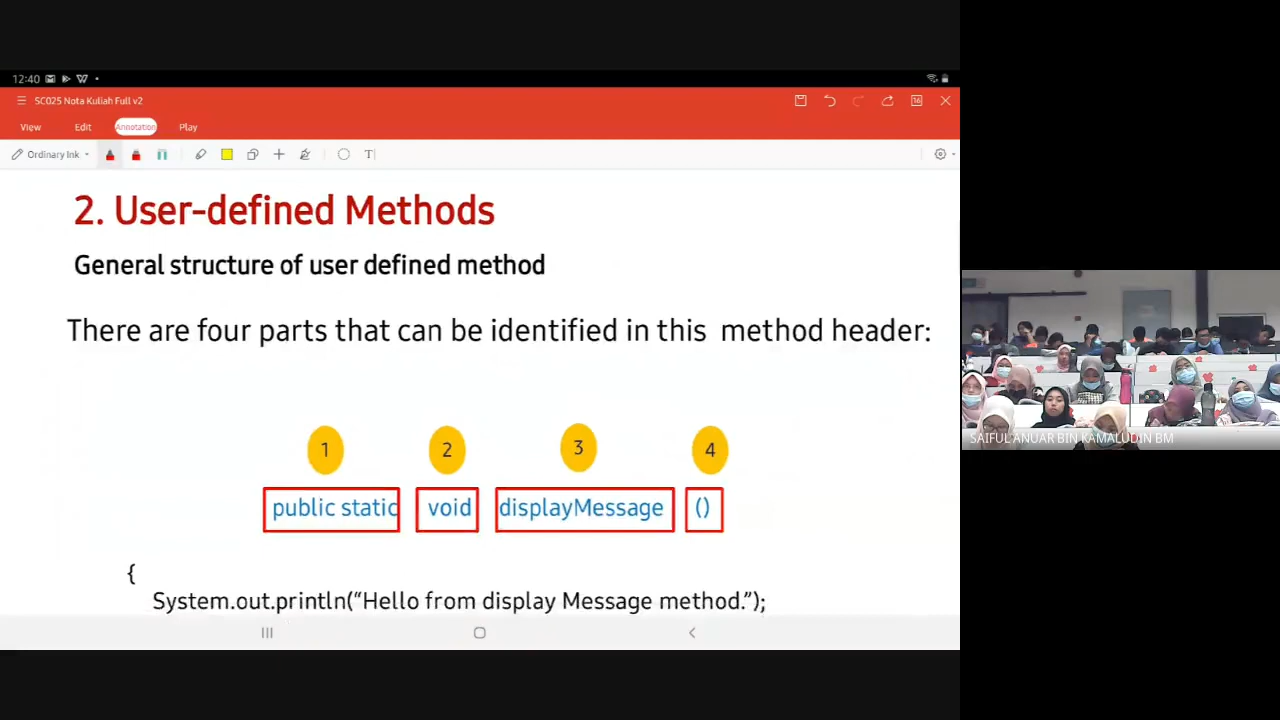 12:40
SC025 Nota Kuliah Full v2
16
View Edit Annotation Play
Ordinary Ink
T
2. User-defined Methods
General structure of user defined method
There are four parts that can be identified in this method header:
1 2 3 4
public static void displayMessage ()
{
System.out.println(“Hello from display Message method.”);
SAIFUL ANUAR BIN KAMALUDIN BM